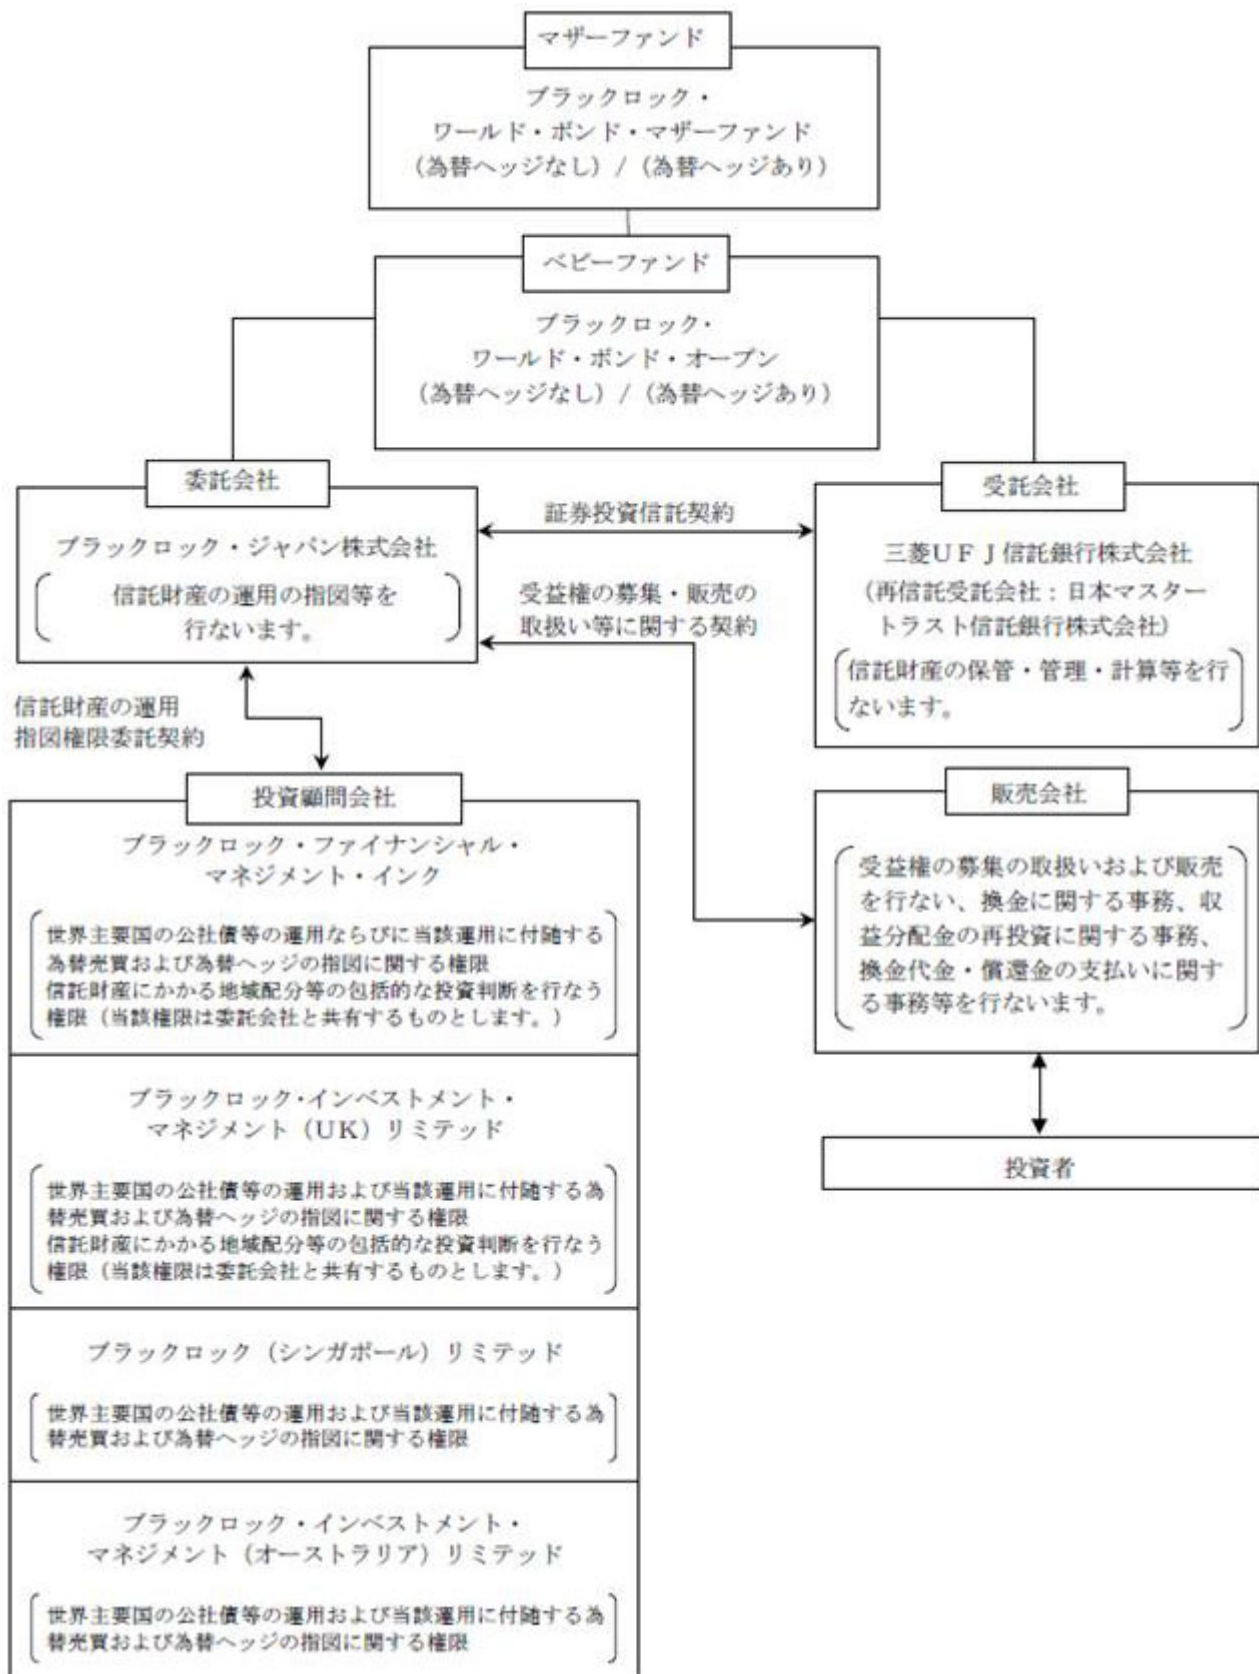 マザーファンド
ブラックロック・
ワールド・ボンド・マザーファンド
（為替ヘッジなし）/（為替ヘッジあり）
ベビーファンド
ブラックロック・
ワールド・ボンド・オープン
（為替ヘッジなし）/（為替ヘッジあり）
委託会社
ブラックロック・ジャパン株式会社
信託財産の運用の指図等を
行ないます。
証券投資信託契約
受益権の募集・販売の
取扱い等に関する契約
受託会社
三菱ＵＦＪ信託銀行株式会社
（再信託受託会社：日本マスター
トラスト信託銀行株式会社）
信託財産の保管・管理・計算等を行
ないます。
信託財産の運用
指図権限委託契約
投資顧問会社
ブラックロック・ファイナンシャル・
マネジメント・インク
世界主要国の公社債等の運用ならびに当該運用に付随する
為替売買および為替ヘッジの指図に関する権限
信託財産にかかる地域配分等の包括的な投資判断を行なう
権限（当該権限は委託会社と共有するものとします。）
ブラックロック・インベストメント・
マネジメント（ＵＫ）リミテッド
世界主要国の公社債等の運用および当該運用に付随する為
替売買および為替ヘッジの指図に関する権限
信託財産にかかる地域配分等の包括的な投資判断を行なう
権限（当該権限は委託会社と共有するものとします。）
ブラックロック（シンガポール）リミテッド
世界主要国の公社債等の運用および当該運用に付随する為
替売買および為替ヘッジの指図に関する権限
ブラックロック・インベストメント・
マネジメント（オーストラリア）リミテッド
世界主要国の公社債等の運用および当該運用に付随する為
替売買および為替ヘッジの指図に関する権限
販売会社
受益権の募集の取扱いおよび販売
を行ない、換金に関する事務、収
益分配金の再投資に関する事務、
換金代金・償還金の支払いに関す
る事務等を行ないます。
投資者